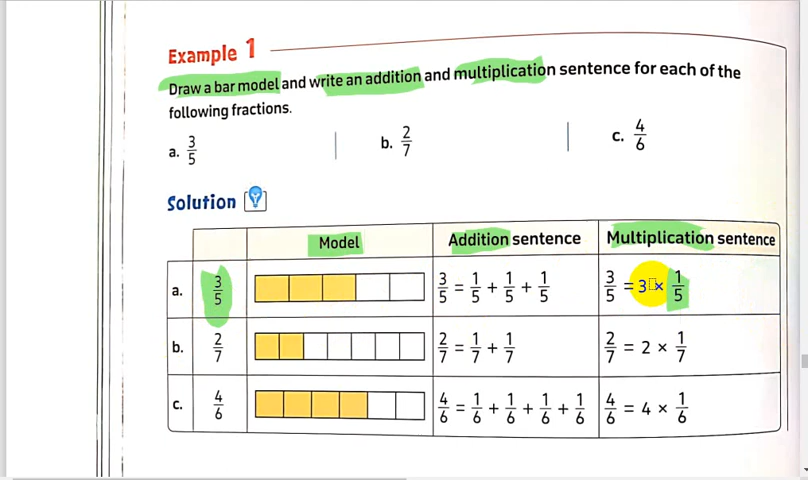 Example 1
Draw a bar model and write an addition and multiplication sentence for each of the
following fractions.
a. 3/5 b. 2/7 c. 4/6
Solution
Model Addition sentence Multiplication sentence
a. 3/5 3/5 = 1/5 + 1/5 + 1/5 3/5 = 3 × 1/5
b. 2/7 2/7 = 1/7 + 1/7 2/7 = 2 × 1/7
c. 4/6 4/6 = 1/6 + 1/6 + 1/6 + 1/6 4/6 = 4 × 1/6